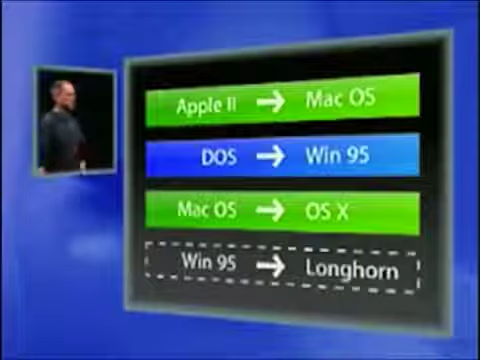 Apple II → Mac OS
DOS → Win 95
Mac OS → OS X
Win 95 → Longhorn